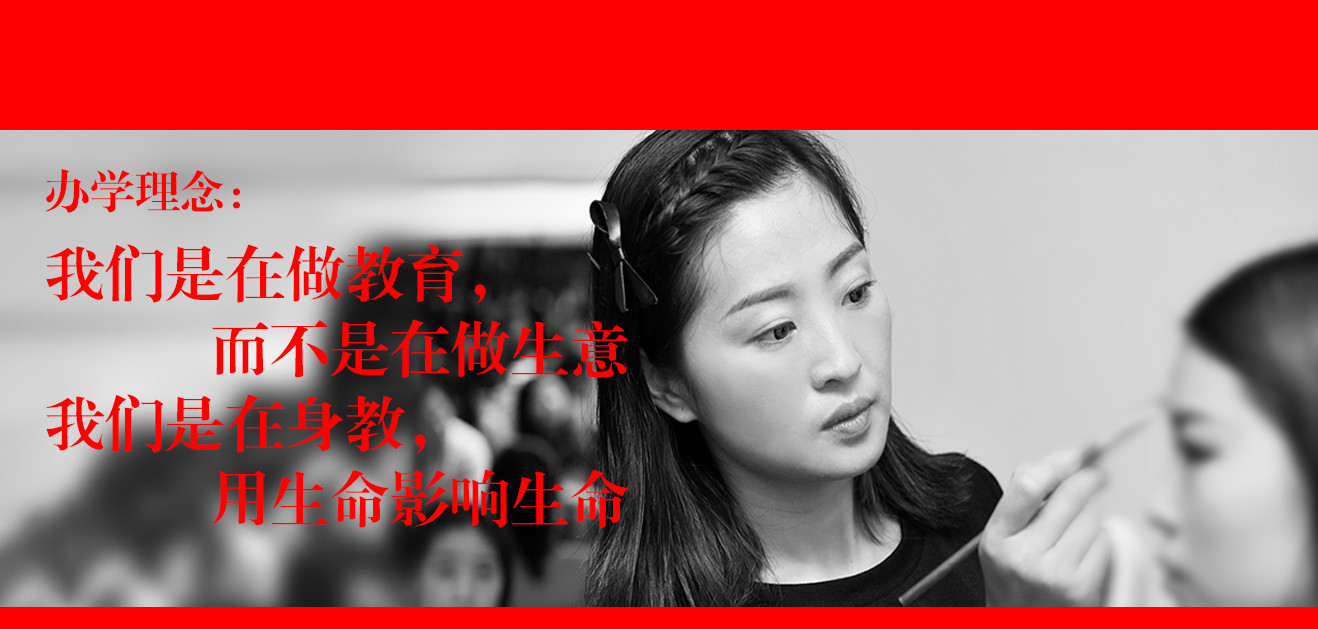 办学理念：
我们是在做教育，
而不是在做生意
我们是在身教，
用生命影响生命